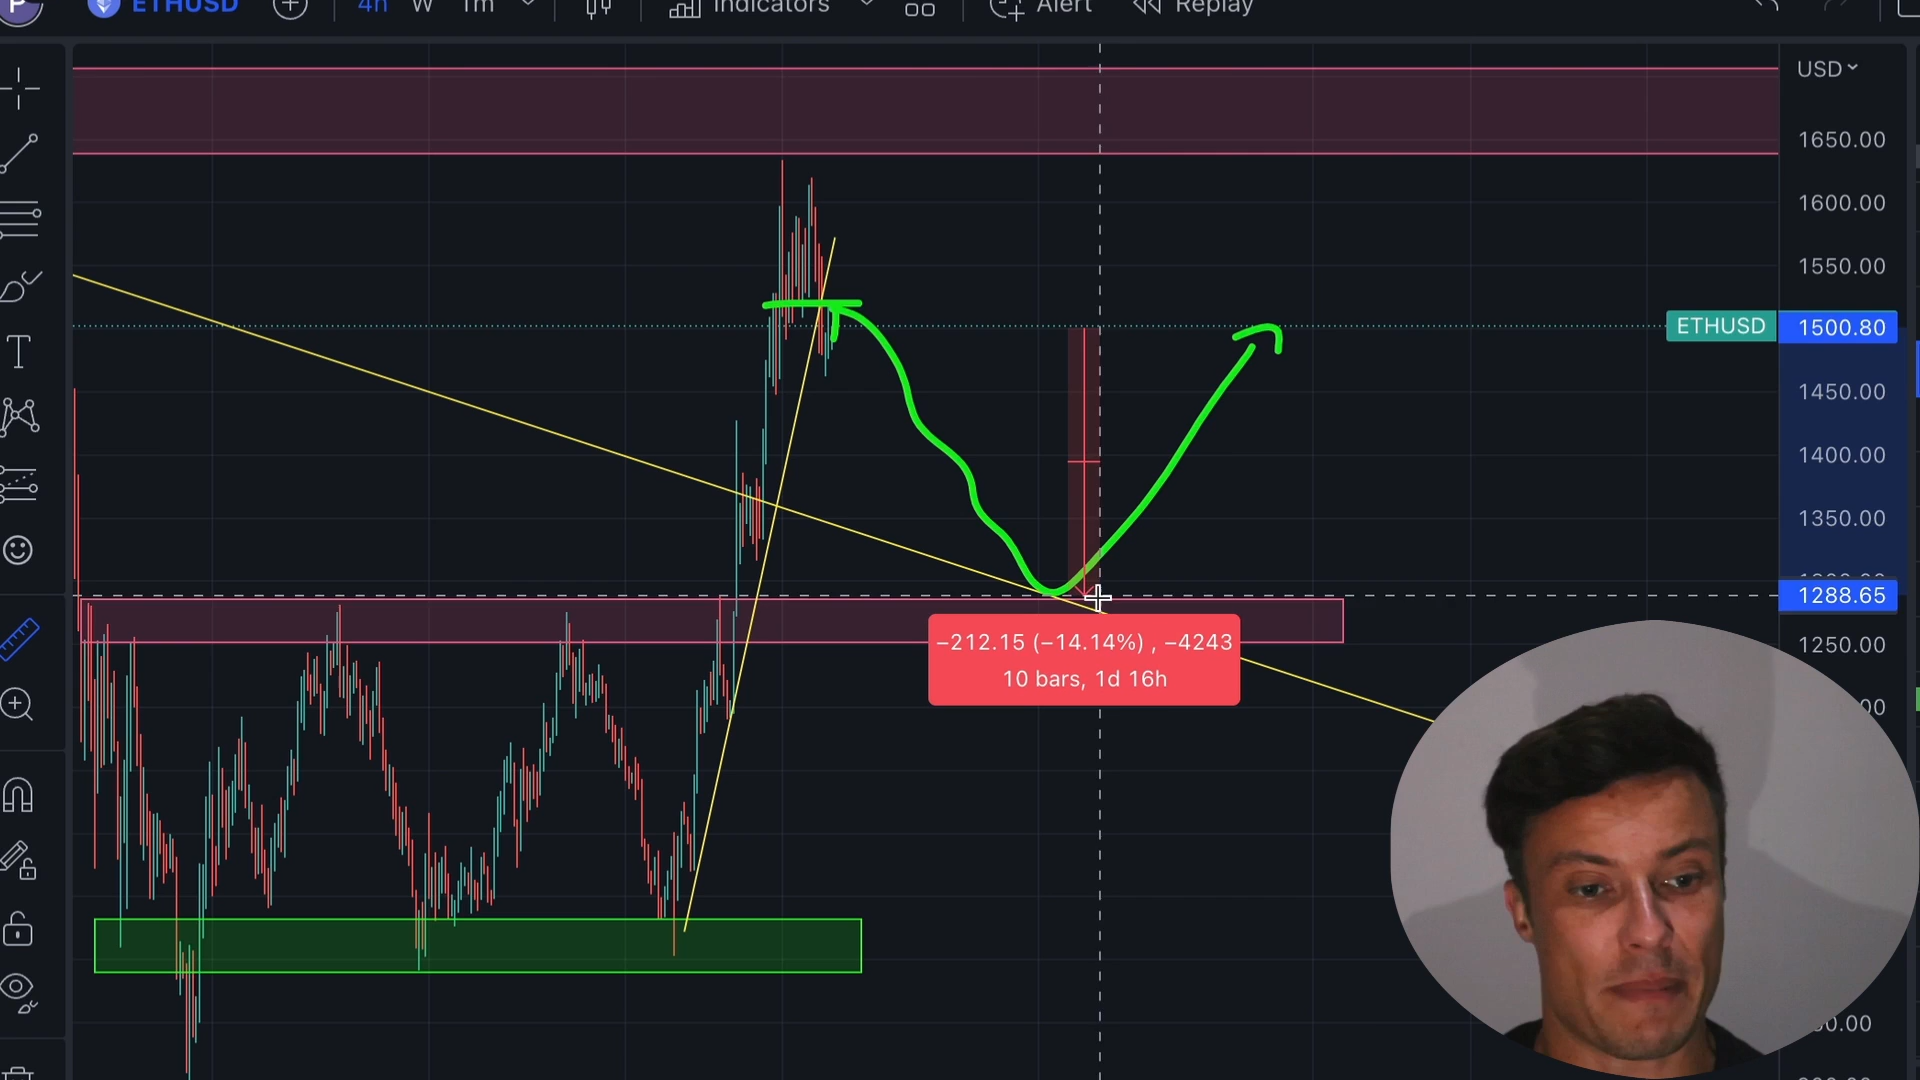 P ETHUSD 4h W 1m Indicators Alert Replay
USD
1650.00
1600.00
1550.00
ETHUSD 1500.80
1450.00
1400.00
1350.00
1288.65
1250.00
−212.15 (−14.14%) , −4243
10 bars, 1d 16h
T